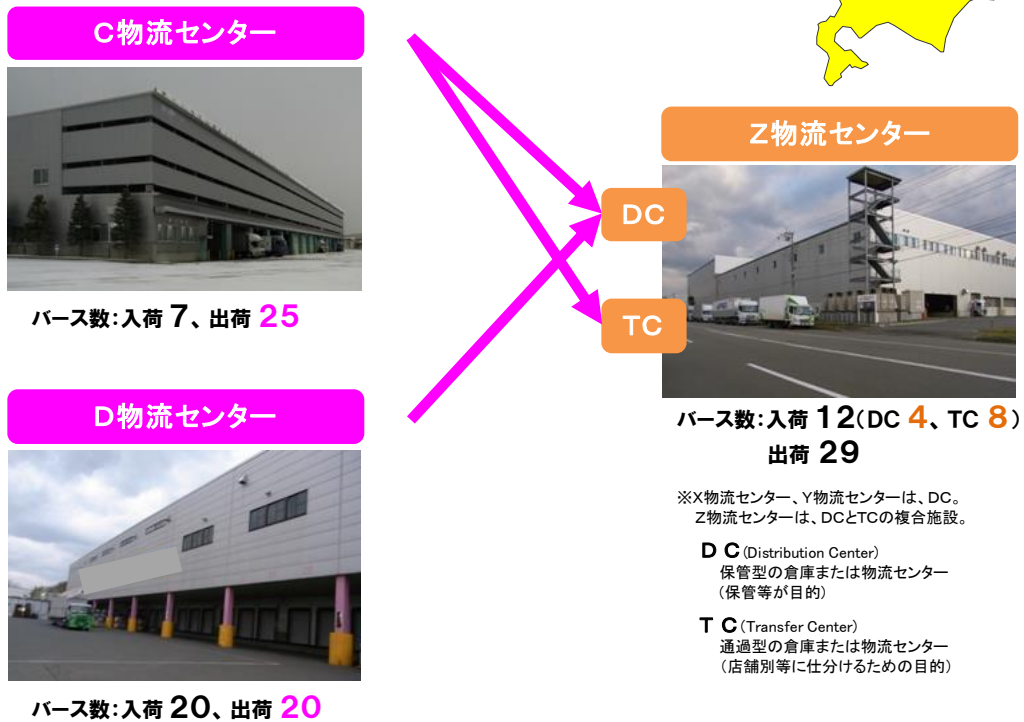 C物流センター
バース数:入荷 7、出荷 25
D物流センター
バース数:入荷 20、出荷 20
DC
TC
Z物流センター
バース数:入荷 12(DC 4、TC 8)
出荷 29
※X物流センター、Y物流センターは、DC。
Z物流センターは、DCとTCの複合施設。
D C(Distribution Center)
保管型の倉庫または物流センター
(保管等が目的)
T C(Transfer Center)
通過型の倉庫または物流センター
(店舗別等に仕分けるための目的)